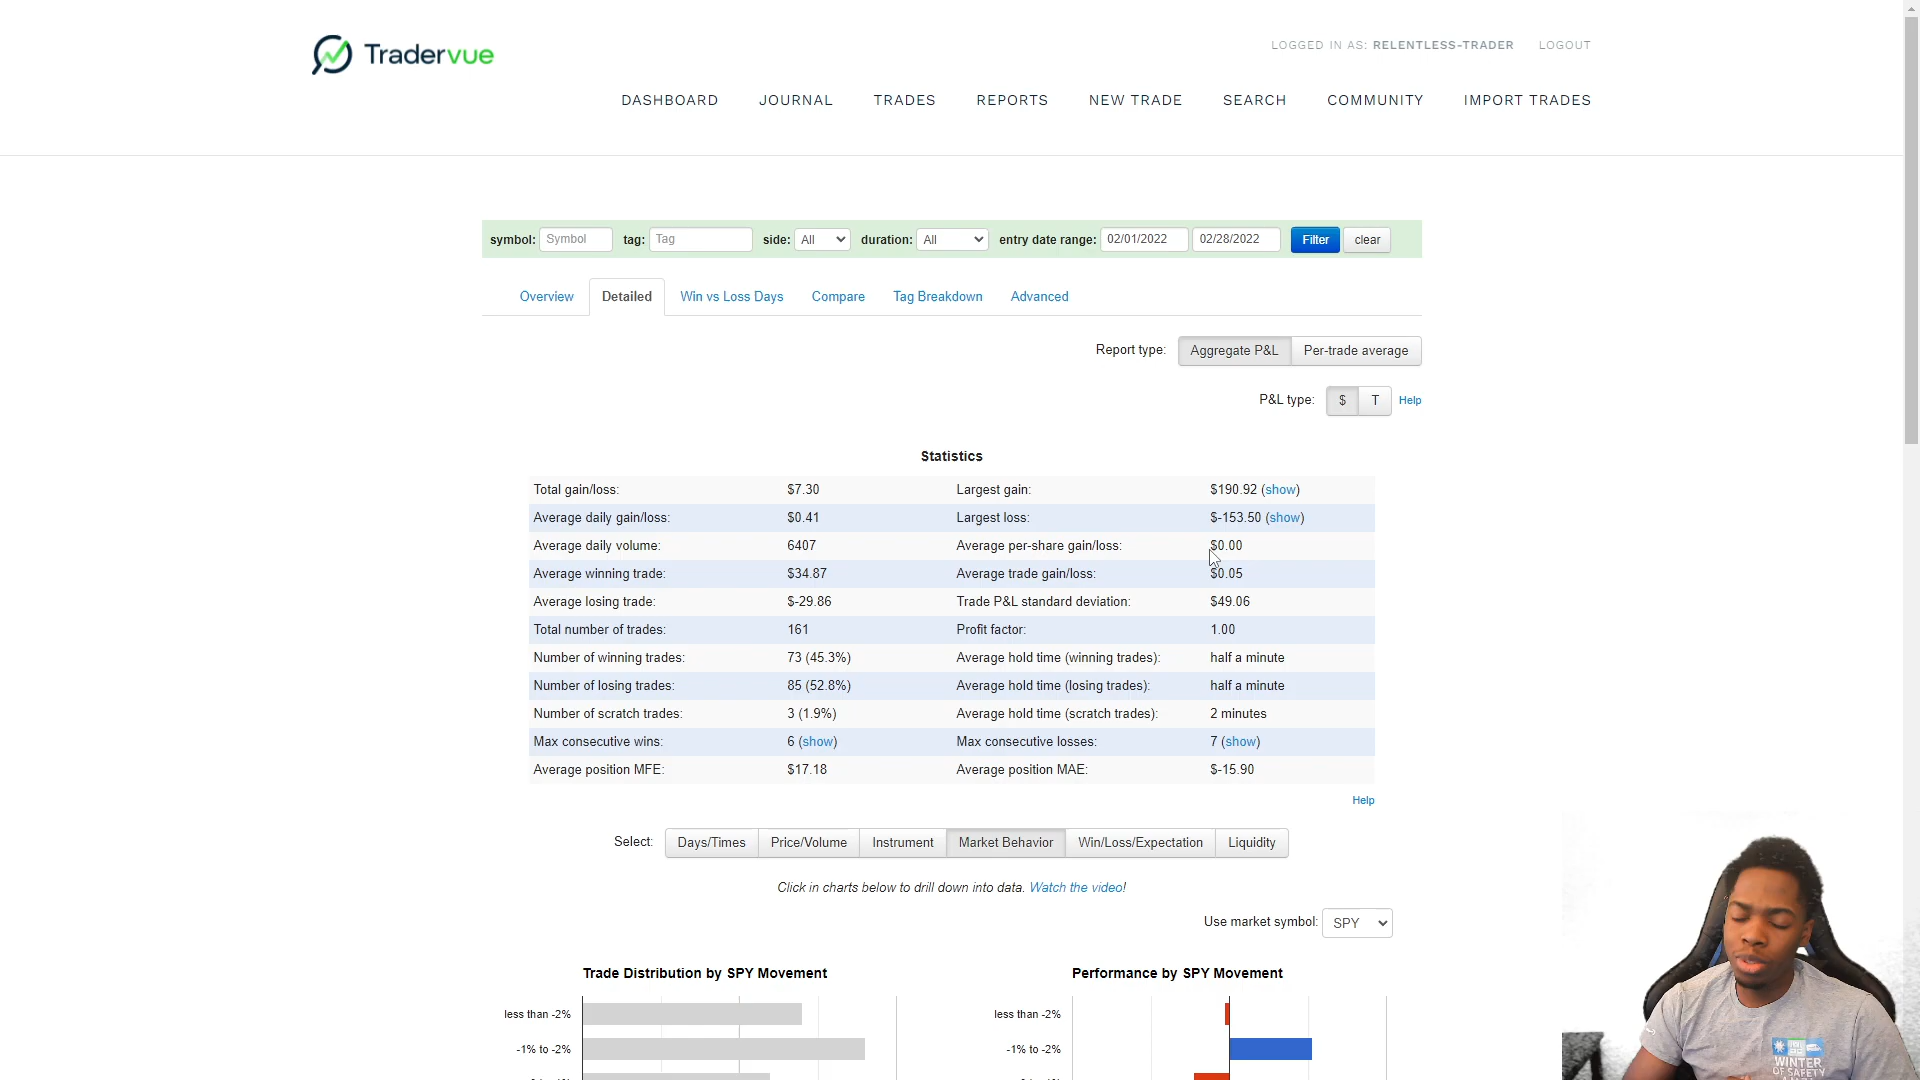 Tradervue
LOGGED IN AS: RELENTLESS-TRADER LOGOUT
DASHBOARD JOURNAL TRADES REPORTS NEW TRADE SEARCH COMMUNITY IMPORT TRADES
symbol: Symbol tag: Tag side: All duration: All entry date range: 02/01/2022 02/28/2022 Filter clear
Overview Detailed Win vs Loss Days Compare Tag Breakdown Advanced
Report type: Aggregate P&L Per-trade average
P&L type: $ T Help
Statistics
Total gain/loss: $7.30 Largest gain: $190.92 (show)
Average daily gain/loss: $0.41 Largest loss: $-153.50 (show)
Average daily volume: 6407 Average per-share gain/loss: $0.00
Average winning trade: $34.87 Average trade gain/loss: $0.05
Average losing trade: $-29.86 Trade P&L standard deviation: $49.06
Total number of trades: 161 Profit factor: 1.00
Number of winning trades: 73 (45.3%) Average hold time (winning trades): half a minute
Number of losing trades: 85 (52.8%) Average hold time (losing trades): half a minute
Number of scratch trades: 3 (1.9%) Average hold time (scratch trades): 2 minutes
Max consecutive wins: 6 (show) Max consecutive losses: 7 (show)
Average position MFE: $17.18 Average position MAE: $-15.90
Help
Select: Days/Times Price/Volume Instrument Market Behavior Win/Loss/Expectation Liquidity
Click in charts below to drill down into data. Watch the video!
Use market symbol: SPY
Trade Distribution by SPY Movement Performance by SPY Movement
less than -2% less than -2%
-1% to -2% -1% to -2%
WINTER
OF SAFETY